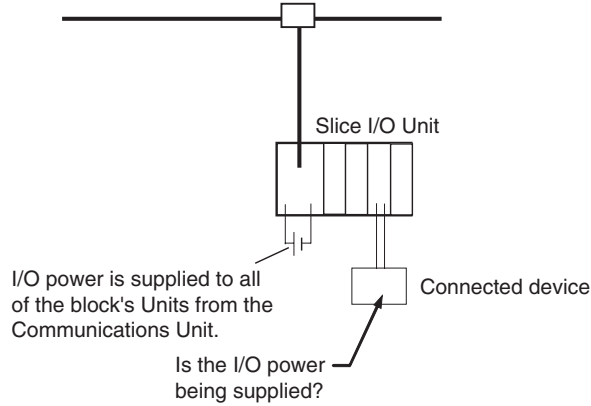 Slice I/O Unit
I/O power is supplied to all
of the block's Units from the
Communications Unit.
Connected device
Is the I/O power
being supplied?